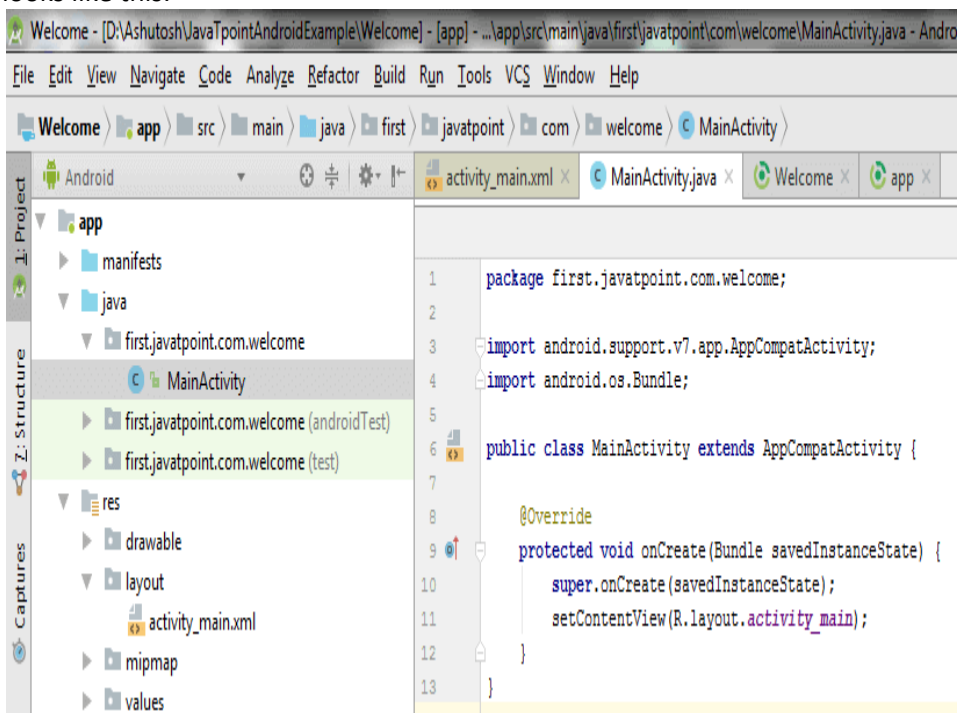 looks like this:
Welcome - [D:\Ashutosh\JavaTpointAndroidExample\Welcome] - [app] - ...\app\src\main\java\first\javatpoint\com\welcome\MainActivity.java - Andro
File Edit View Navigate Code Analyze Refactor Build Run Tools VCS Window Help
Welcome app src main java first javatpoint com welcome MainActivity
1: Project
7: Structure
Captures
Android
app
manifests
java
first.javatpoint.com.welcome
MainActivity
first.javatpoint.com.welcome (androidTest)
first.javatpoint.com.welcome (test)
res
drawable
layout
activity_main.xml
mipmap
values
activity_main.xml × MainActivity.java × Welcome × app ×
1 package first.javatpoint.com.welcome;
2
3 import android.support.v7.app.AppCompatActivity;
4 import android.os.Bundle;
5
6 public class MainActivity extends AppCompatActivity {
7
8 @Override
9 protected void onCreate(Bundle savedInstanceState) {
10 super.onCreate(savedInstanceState);
11 setContentView(R.layout.activity_main);
12 }
13 }